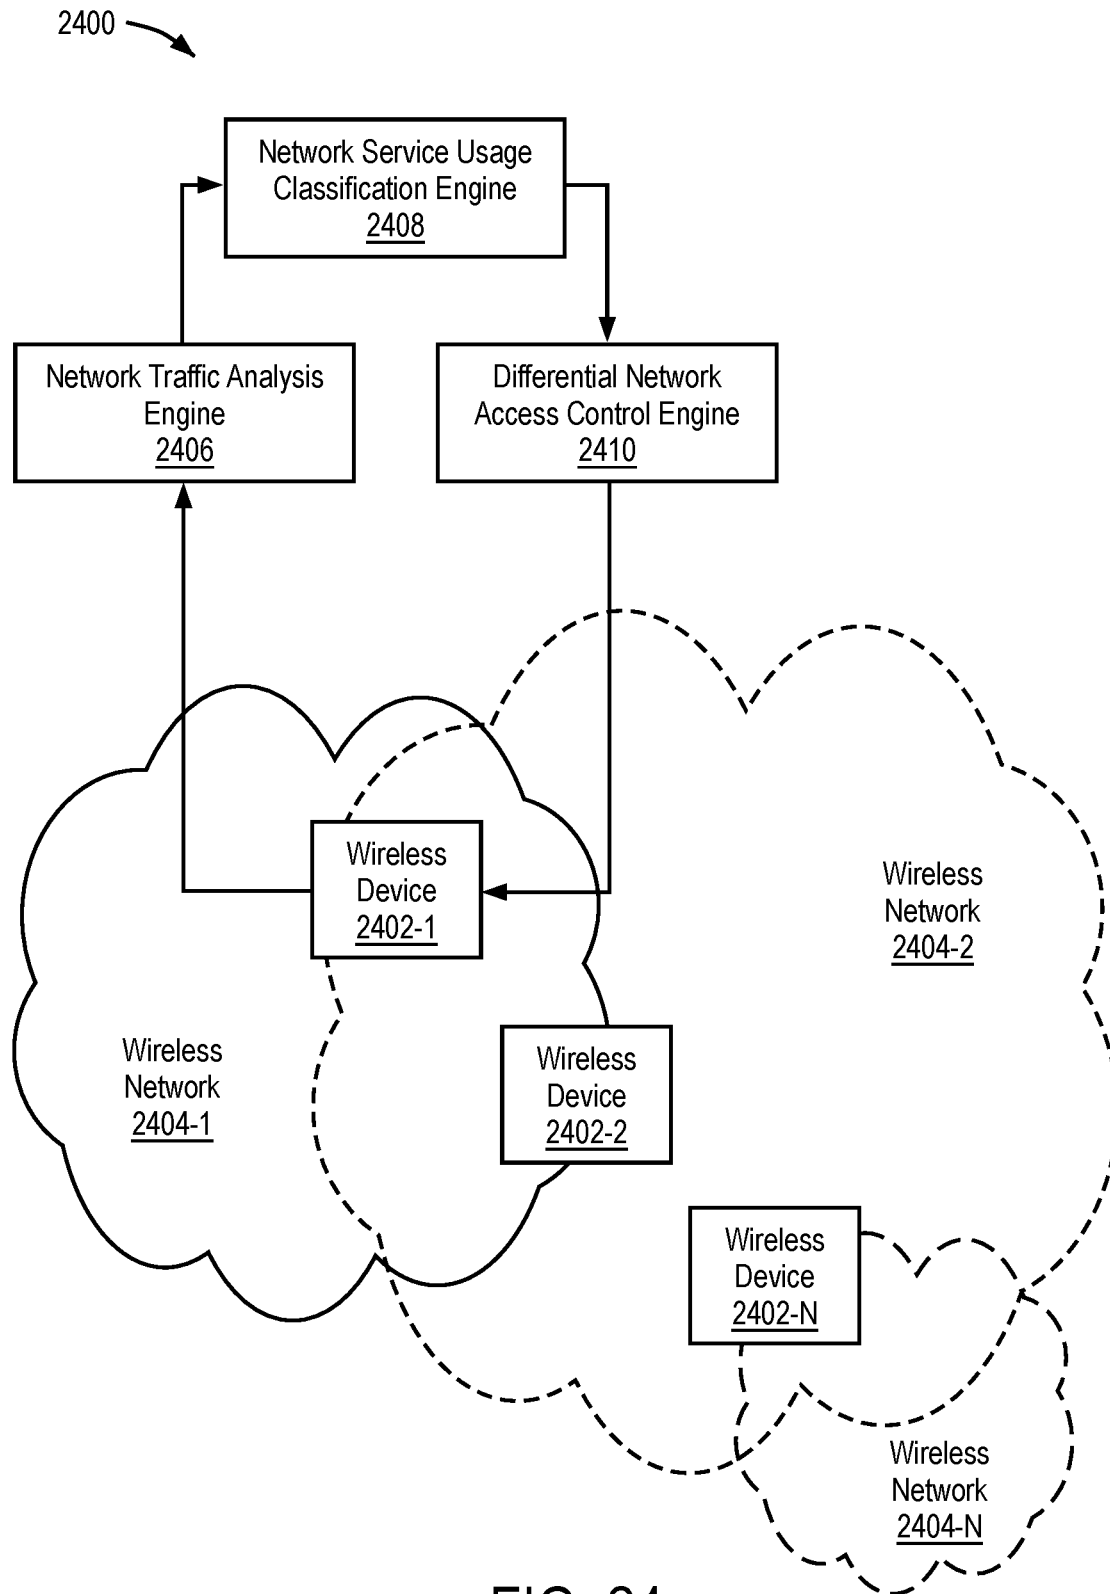 2400
Network Service Usage
Classification Engine
2408
Network Traffic Analysis
Engine
2406
Differential Network
Access Control Engine
2410
Wireless
Device
2402-1
Wireless
Network
2404-2
Wireless
Network
2404-1
Wireless
Device
2402-2
Wireless
Device
2402-N
Wireless
Network
2404-N
FIG. 24